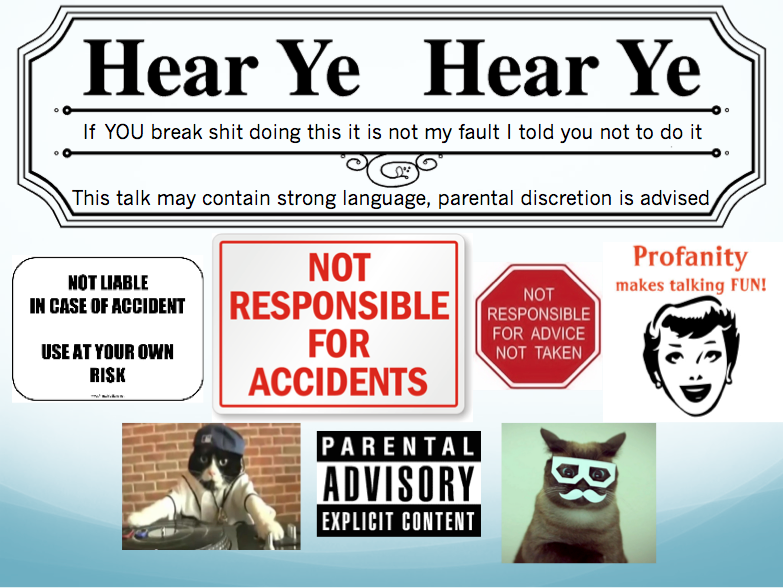 Hear Ye Hear Ye
If YOU break shit doing this it is not my fault I told you not to do it
This talk may contain strong language, parental discretion is advised
NOT LIABLE
IN CASE OF ACCIDENT
USE AT YOUR OWN
RISK
NOT
RESPONSIBLE
FOR
ACCIDENTS
NOT
RESPONSIBLE
FOR ADVICE
NOT TAKEN
Profanity
makes talking FUN!
PARENTAL
ADVISORY
EXPLICIT CONTENT